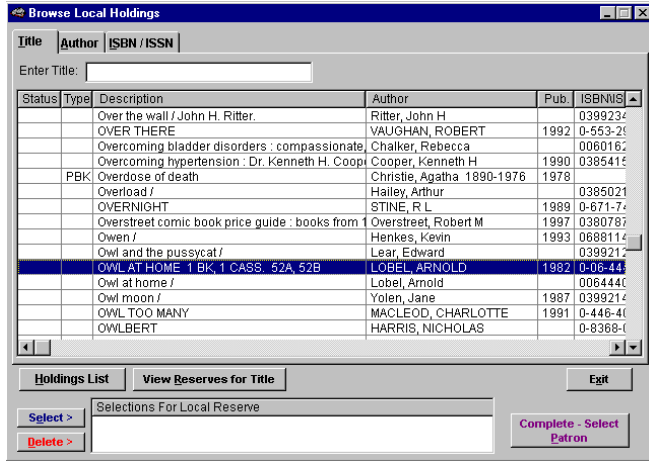 Browse Local Holdings
Title Author ISBN / ISSN
Enter Title:
Status Type Description Author Pub. ISBN\IS
Over the wall / John H. Ritter. Ritter, John H 0399234
OVER THERE VAUGHAN, ROBERT 1992 0-553-29
Overcoming bladder disorders : compassionate, Chalker, Rebecca 0060162
Overcoming hypertension : Dr. Kenneth H. Coop Cooper, Kenneth H 1990 0385415
PBK Overdose of death Christie, Agatha 1890-1976 1978
Overload / Hailey, Arthur 0385021
OVERNIGHT STINE, R L 1989 0-671-74
Overstreet comic book price guide : books from 1 Overstreet, Robert M 1997 0380787
Owen / Henkes, Kevin 1993 0688114
Owl and the pussycat / Lear, Edward 0399212
OWL AT HOME 1 BK, 1 CASS. 52A, 52B LOBEL, ARNOLD 1982 0-06-44
Owl at home / Lobel, Arnold 0064440
Owl moon / Yolen, Jane 1987 0399214
OWL TOO MANY MACLEOD, CHARLOTTE 1991 0-446-40
OWLBERT HARRIS, NICHOLAS 0-8368-0
Holdings List View Reserves for Title Exit
Selections For Local Reserve
Select >
Delete >
Complete - Select
Patron